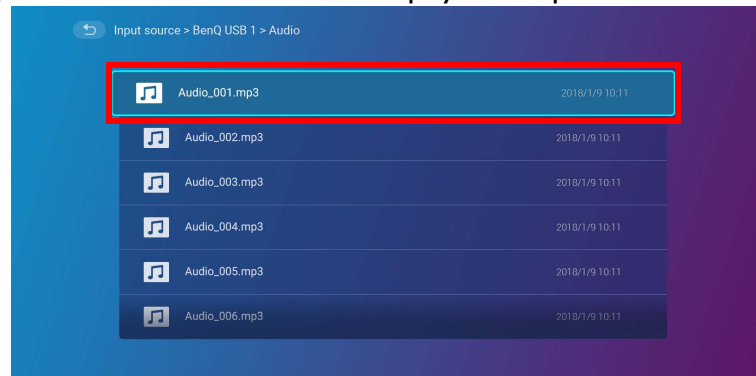 Input source > BenQ USB 1 > Audio
Audio_001.mp3 2018/1/9 10:11
Audio_002.mp3 2018/1/9 10:11
Audio_003.mp3 2018/1/9 10:11
Audio_004.mp3 2018/1/9 10:11
Audio_005.mp3 2018/1/9 10:11
Audio_006.mp3 2018/1/9 10:11